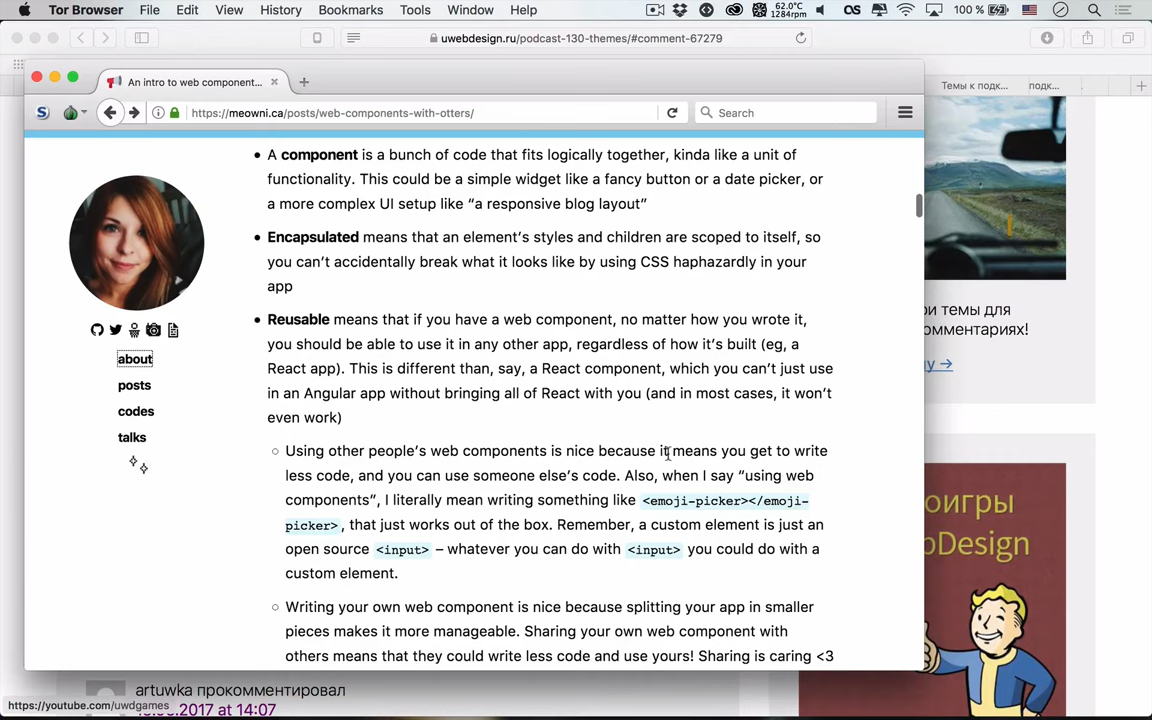 Tor Browser File Edit View History Bookmarks Tools Window Help
62.0°C
1284rpm
100 %
uwebdesign.ru/podcast-130-themes/#comment-67279
Темы к подк...
подк...
An intro to web component...
https://meowni.ca/posts/web-components-with-otters/
Search
• A component is a bunch of code that fits logically together, kinda like a unit of
functionality. This could be a simple widget like a fancy button or a date picker, or
a more complex UI setup like “a responsive blog layout”
• Encapsulated means that an element’s styles and children are scoped to itself, so
you can’t accidentally break what it looks like by using CSS haphazardly in your
app
• Reusable means that if you have a web component, no matter how you wrote it,
you should be able to use it in any other app, regardless of how it’s built (eg, a
React app). This is different than, say, a React component, which you can’t just use
in an Angular app without bringing all of React with you (and in most cases, it won’t
even work)
○ Using other people’s web components is nice because it means you get to write
less code, and you can use someone else’s code. Also, when I say “using web
components”, I literally mean writing something like <emoji-picker></emoji-
picker>, that just works out of the box. Remember, a custom element is just an
open source <input> – whatever you can do with <input> you could do with a
custom element.
○ Writing your own web component is nice because splitting your app in smaller
pieces makes it more manageable. Sharing your own web component with
others means that they could write less code and use yours! Sharing is caring <3
about
posts
codes
talks
ри темы для
комментариях!
у →
оигры
bDesign
artuwka прокомментировал
2017 at 14:07
https://youtube.com/uwdgames